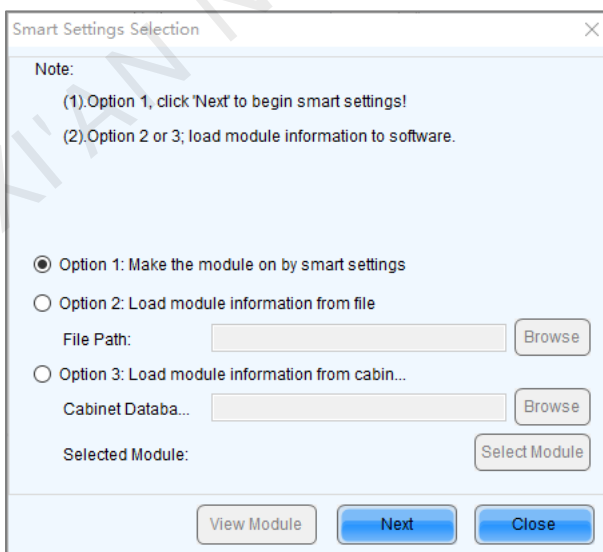 Smart Settings Selection
Note:
(1).Option 1, click 'Next' to begin smart settings!
(2).Option 2 or 3; load module information to software.
Option 1: Make the module on by smart settings
Option 2: Load module information from file
File Path:
Browse
Option 3: Load module information from cabin...
Cabinet Databa...
Browse
Selected Module:
Select Module
View Module
Next
Close
XI'AN N